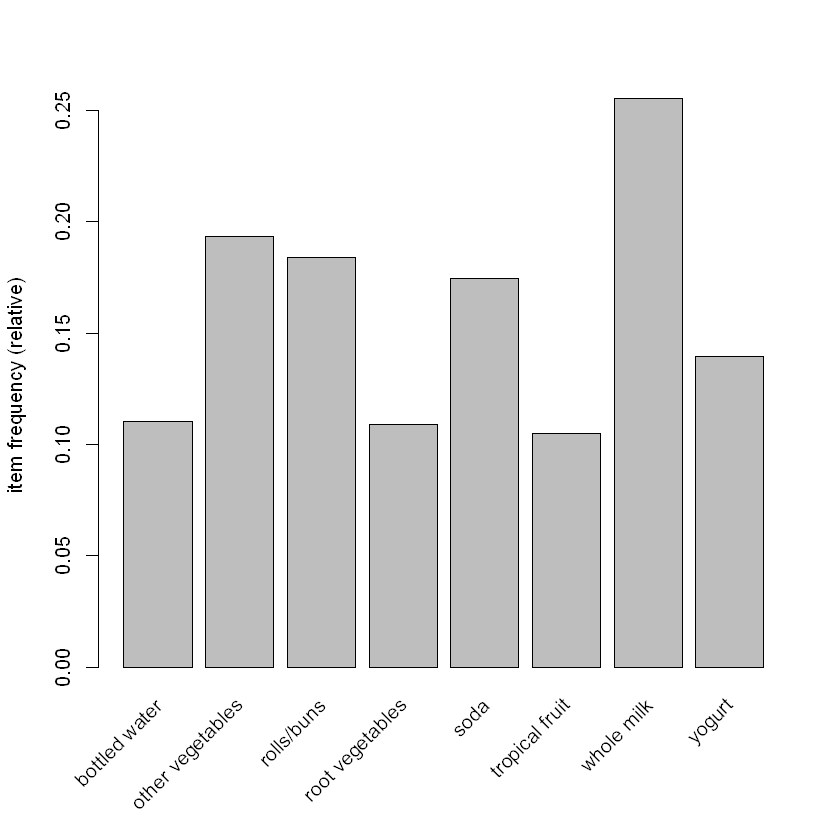 item frequency (relative)
0.25
0.20
0.15
0.10
0.05
0.00
bottled water
other vegetables
rolls/buns
root vegetables
soda
tropical fruit
whole milk
yogurt